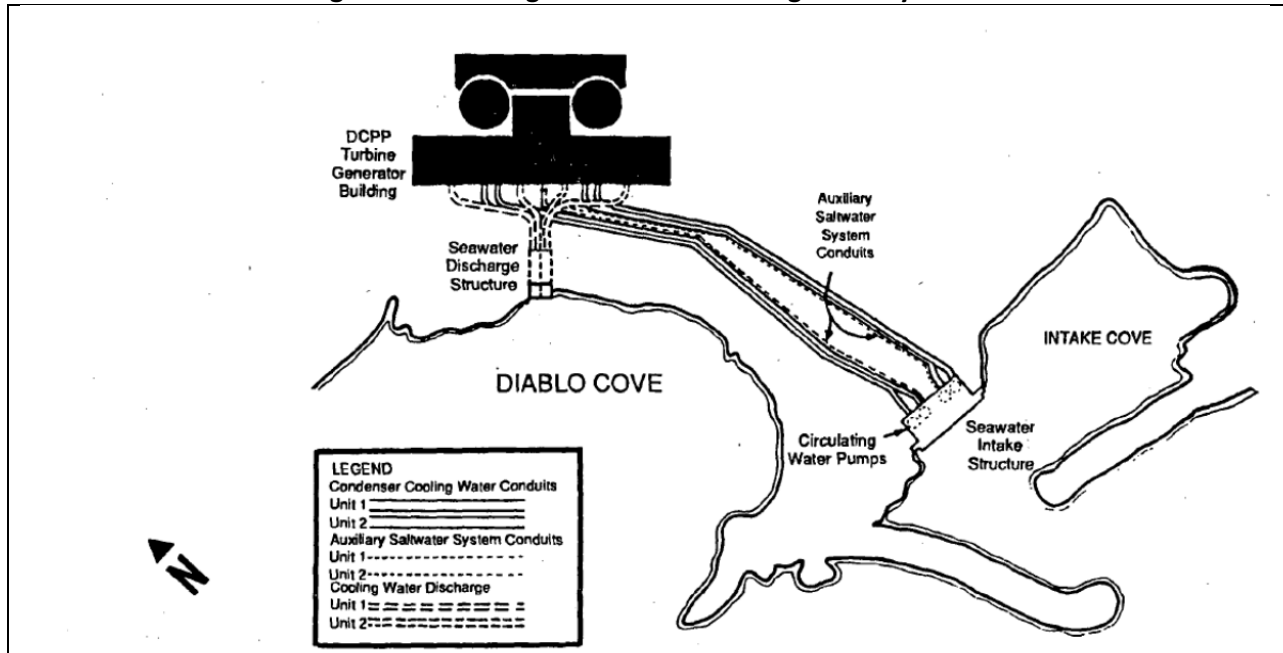 DCPP
Turbine
Generator
Building
Seawater
Discharge
Structure
Auxiliary
Saltwater
System
Conduits
INTAKE COVE
DIABLO COVE
Circulating
Water Pumps
Seawater
Intake
Structure
LEGEND
Condenser Cooling Water Conduits
Unit 1
Unit 2
Auxiliary Saltwater System Conduits
Unit 1
Unit 2
Cooling Water Discharge
Unit 1
Unit 2
N